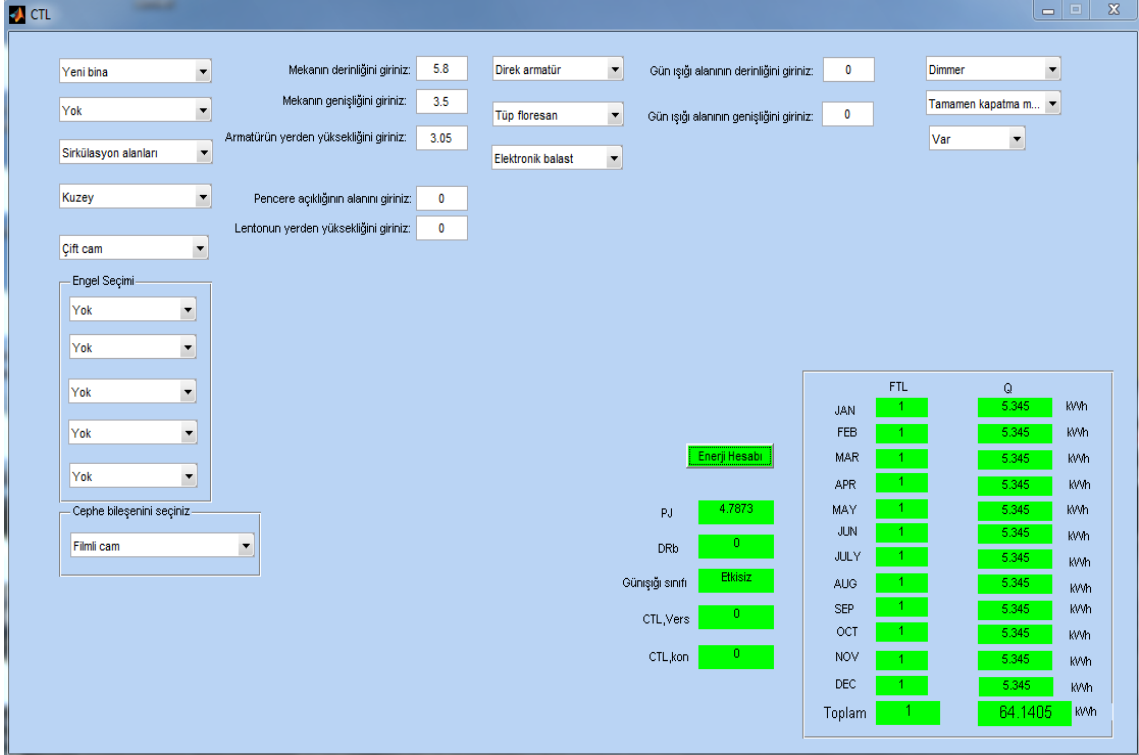 CTL
Yeni bina
Yok
Sirkülasyon alanları
Kuzey
Çift cam
Mekanın derinliğini giriniz: 5.8
Mekanın genişliğini giriniz: 3.5
Armatürün yerden yüksekliğini giriniz: 3.05
Pencere açıklığının alanını giriniz: 0
Lentonun yerden yüksekliğini giriniz: 0
Direk armatür
Tüp floresan
Elektronik balast
Gün ışığı alanının derinliğini giriniz: 0
Gün ışığı alanının genişliğini giriniz: 0
Dimmer
Tamamen kapatma m...
Var
Engel Seçimi
Yok
Yok
Yok
Yok
Yok
Cephe bileşenini seçiniz
Filmli cam
Enerji Hesabı
PJ 4.7873
DRb 0
Günışığı sınıfı Etkisiz
CTL,Vers 0
CTL,kon 0
FTL Q
JAN 1 5.345 kWh
FEB 1 5.345 kWh
MAR 1 5.345 kWh
APR 1 5.345 kWh
MAY 1 5.345 kWh
JUN 1 5.345 kWh
JULY 1 5.345 kWh
AUG 1 5.345 kWh
SEP 1 5.345 kWh
OCT 1 5.345 kWh
NOV 1 5.345 kWh
DEC 1 5.345 kWh
Toplam 1 64.1405 kWh